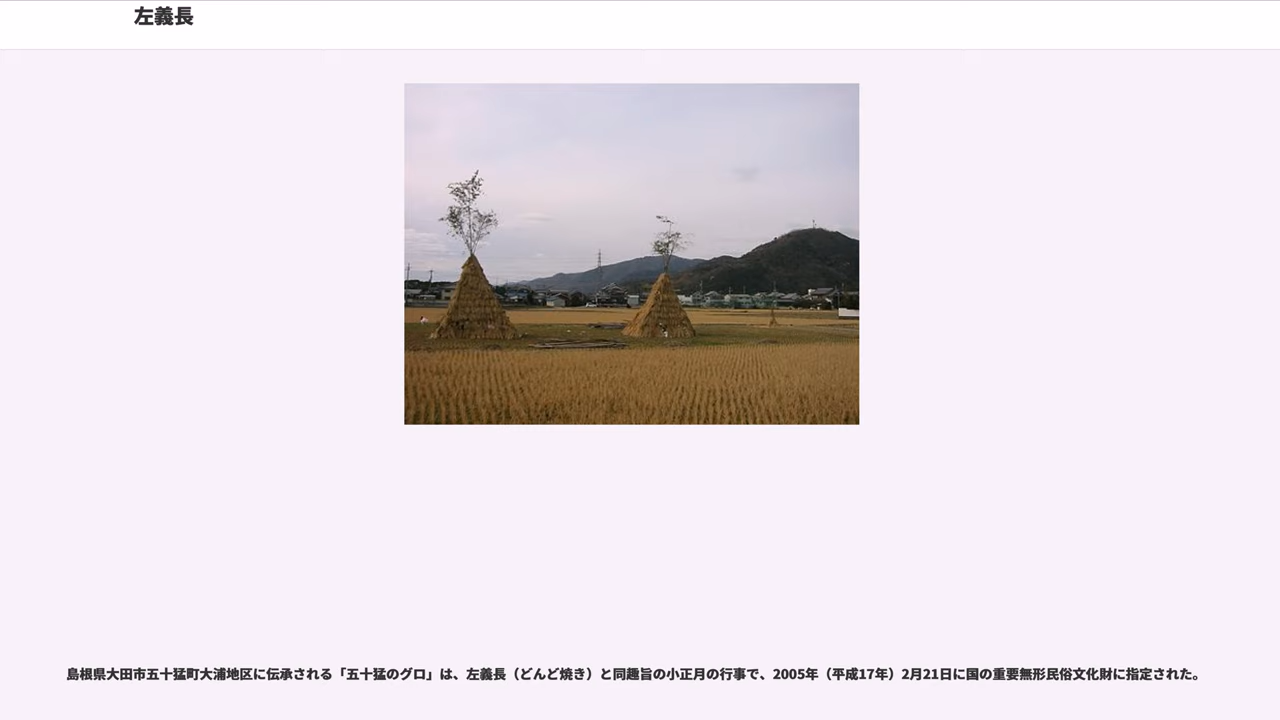 左義長
島根県大田市五十猛町大浦地区に伝承される「五十猛のグロ」は、左義長（どんど焼き）と同趣旨の小正月の行事で、2005年（平成17年）2月21日に国の重要無形民俗文化財に指定された。